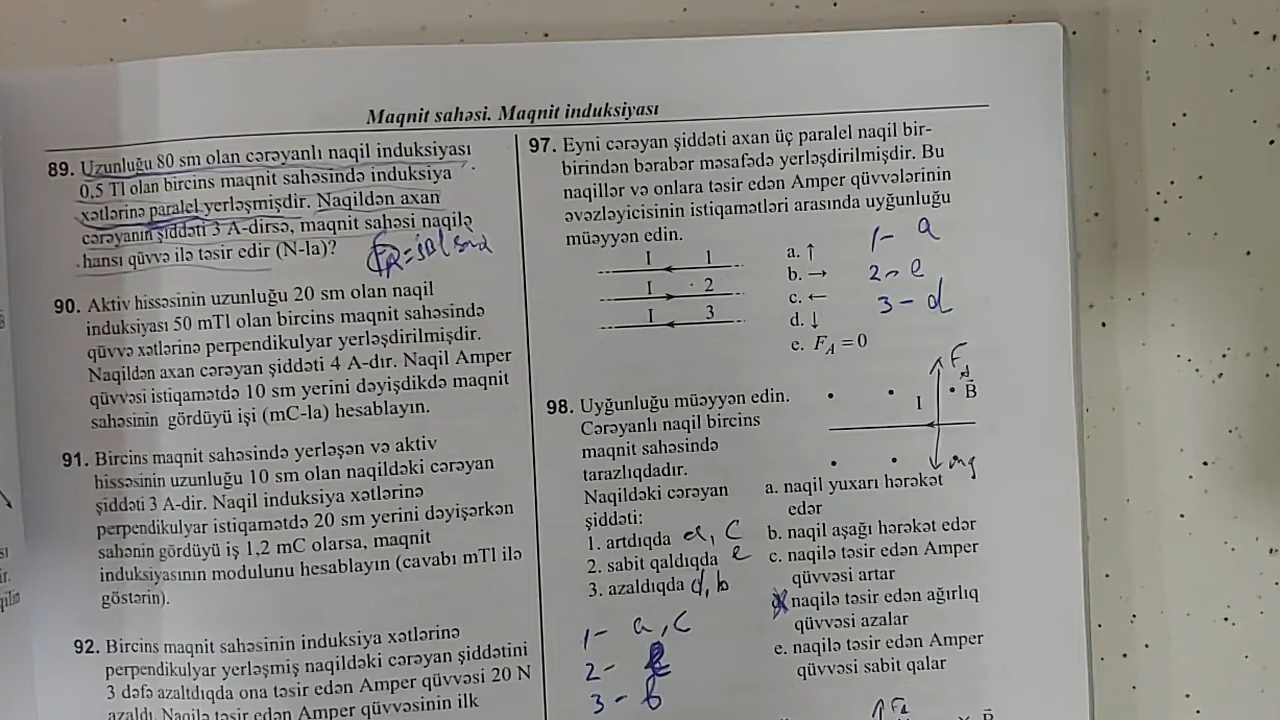 Maqnit sahəsi. Maqnit induksiyası
89. Uzunluğu 80 sm olan cərəyanlı naqil induksiyası
0,5 Tl olan bircins maqnit sahəsində induksiya
xətlərinə paralel yerləşmişdir. Naqildən axan
cərəyanın şiddəti 3 A-dirsə, maqnit sahəsi naqilə
hansı qüvvə ilə təsir edir (N-la)?
90. Aktiv hissəsinin uzunluğu 20 sm olan naqil
induksiyası 50 mTl olan bircins maqnit sahəsində
qüvvə xətlərinə perpendikulyar yerləşdirilmişdir.
Naqildən axan cərəyan şiddəti 4 A-dır. Naqil Amper
qüvvəsi istiqamətdə 10 sm yerini dəyişdikdə maqnit
sahəsinin gördüyü işi (mC-la) hesablayın.
91. Bircins maqnit sahəsində yerləşən və aktiv
hissəsinin uzunluğu 10 sm olan naqildəki cərəyan
şiddəti 3 A-dir. Naqil induksiya xətlərinə
perpendikulyar istiqamətdə 20 sm yerini dəyişərkən
sahənin gördüyü iş 1,2 mC olarsa, maqnit
induksiyasının modulunu hesablayın (cavabı mTl ilə
göstərin).
92. Bircins maqnit sahəsinin induksiya xətlərinə
perpendikulyar yerləşmiş naqildəki cərəyan şiddətini
3 dəfə azaltdıqda ona təsir edən Amper qüvvəsi 20 N
azaldı. Naqilə təsir edən Amper qüvvəsinin ilk
97. Eyni cərəyan şiddəti axan üç paralel naqil bir-
birindən bərabər məsafədə yerləşdirilmişdir. Bu
naqillər və onlara təsir edən Amper qüvvələrinin
əvəzləyicisinin istiqamətləri arasında uyğunluğu
müəyyən edin.
I 1
I 2
I 3
a. ↑
b. →
c. ←
d. ↓
e. F_A = 0
1 - a
2 - e
3 - d
98. Uyğunluğu müəyyən edin.
Cərəyanlı naqil bircins
maqnit sahəsində
tarazlıqdadır.
Naqildəki cərəyan
şiddəti:
1. artdıqda a, c
2. sabit qaldıqda e
3. azaldıqda d, b
F_A
B⃗
I
mg
a. naqil yuxarı hərəkət
edər
b. naqil aşağı hərəkət edər
c. naqilə təsir edən Amper
qüvvəsi artar
naqilə təsir edən ağırlıq
qüvvəsi azalar
e. naqilə təsir edən Amper
qüvvəsi sabit qalar
1 - a, c
2 -
3 - b